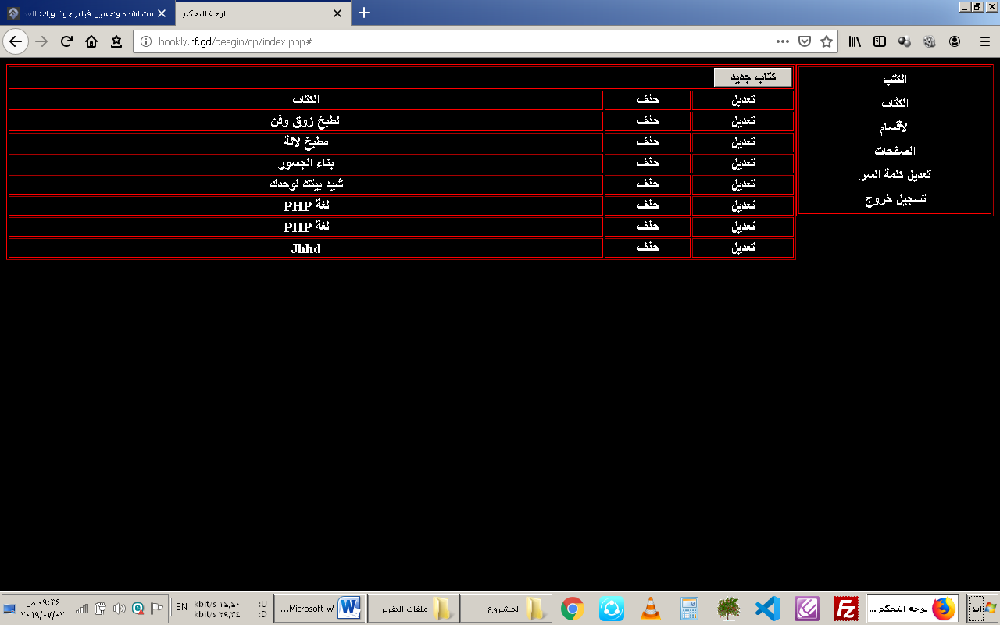 مشاهده وتحميل فيلم جون ويك : الف
لوحة التحكم
bookly.rf.gd/desgin/cp/index.php#
الكتب
الكتَّاب
الأقسام
الصفحات
تعديل كلمة السر
تسجيل خروج
كتاب جديد
تعديل حذف الكتاب
تعديل حذف الطبخ زوق وفن
تعديل حذف مطبخ لالة
تعديل حذف بناء الجسور
تعديل حذف شيد بيتك لوحدك
تعديل حذف لغة PHP
تعديل حذف لغة PHP
تعديل حذف Jhhd
ابدأ
لوحة التحكم ...
المشروع
ملفات التقرير
Microsoft W...
U: ١٤,٤٠ kbit/s
D: ٣٩,٣٤ kbit/s
EN
٠٩:٣٤ ص
٢٠١٩/٠٧/٠٢